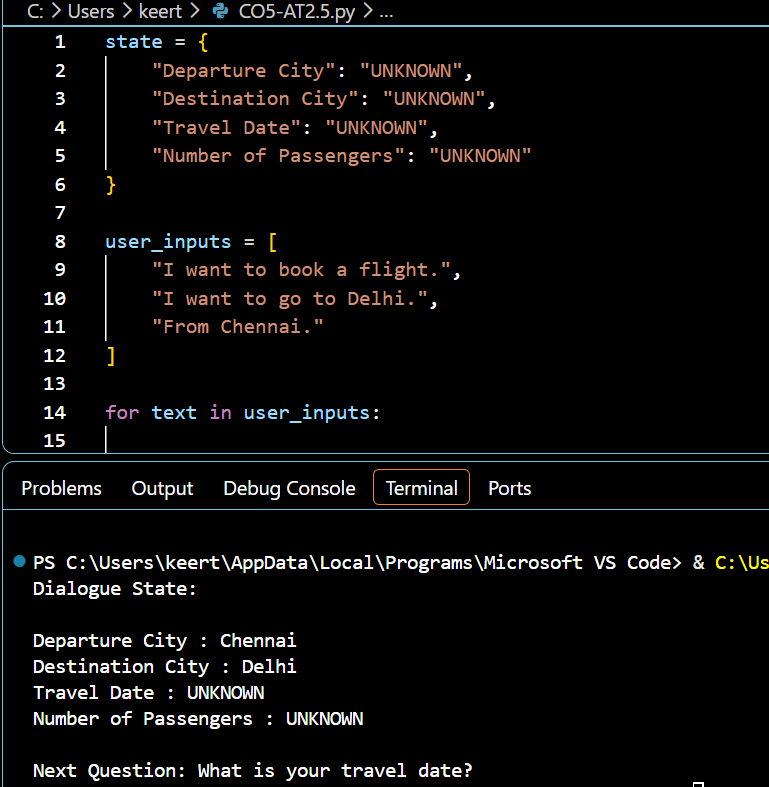 C: > Users > keert > CO5-AT2.5.py > ...
1 state = {
2     "Departure City": "UNKNOWN",
3     "Destination City": "UNKNOWN",
4     "Travel Date": "UNKNOWN",
5     "Number of Passengers": "UNKNOWN"
6 }
7
8 user_inputs = [
9     "I want to book a flight.",
10     "I want to go to Delhi.",
11     "From Chennai."
12 ]
13
14 for text in user_inputs:
15
Problems Output Debug Console Terminal Ports
PS C:\Users\keert\AppData\Local\Programs\Microsoft VS Code> & C:\Us
Dialogue State:
Departure City : Chennai
Destination City : Delhi
Travel Date : UNKNOWN
Number of Passengers : UNKNOWN
Next Question: What is your travel date?